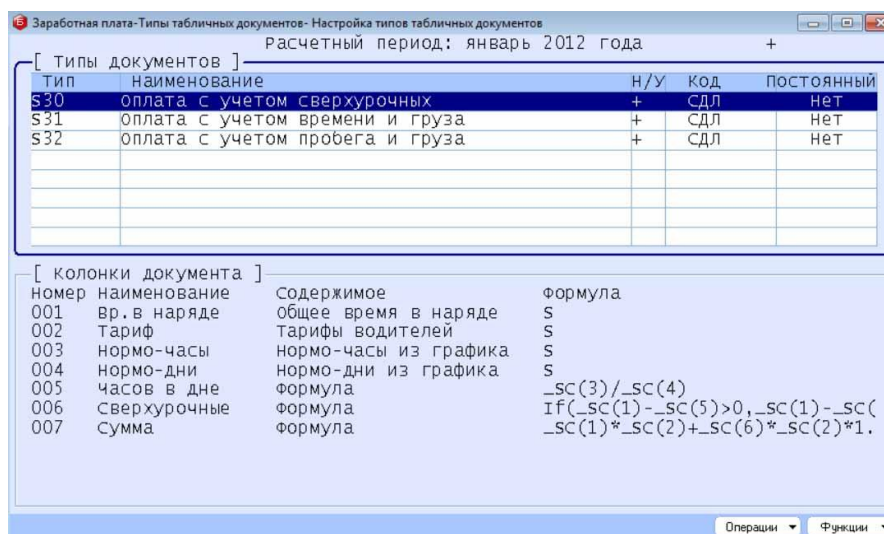 Заработная плата-Типы табличных документов- Настройка типов табличных документов
Расчетный период: январь 2012 года +
[ Типы документов ]
Тип Наименование Н/У Код Постоянный
S30 Оплата с учетом сверхурочных + СДЛ Нет
S31 Оплата с учетом времени и груза + СДЛ Нет
S32 Оплата с учетом пробега и груза + СДЛ Нет
[ Колонки документа ]
Номер Наименование Содержимое Формула
001 Вр.в наряде Общее время в наряде S
002 Тариф Тарифы водителей S
003 Нормо-часы Нормо-часы из графика S
004 Нормо-дни Нормо-дни из графика S
005 Часов в дне Формула _SC(3)/_SC(4)
006 Сверхурочные Формула If(_SC(1)-_SC(5)>0,_SC(1)-_SC(
007 Сумма Формула _SC(1)*_SC(2)+_SC(6)*_SC(2)*1.
Операции Функции